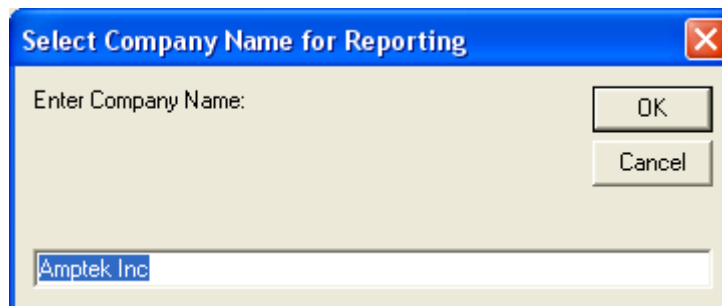 Select Company Name for Reporting
Enter Company Name:
OK
Cancel
Amptek Inc